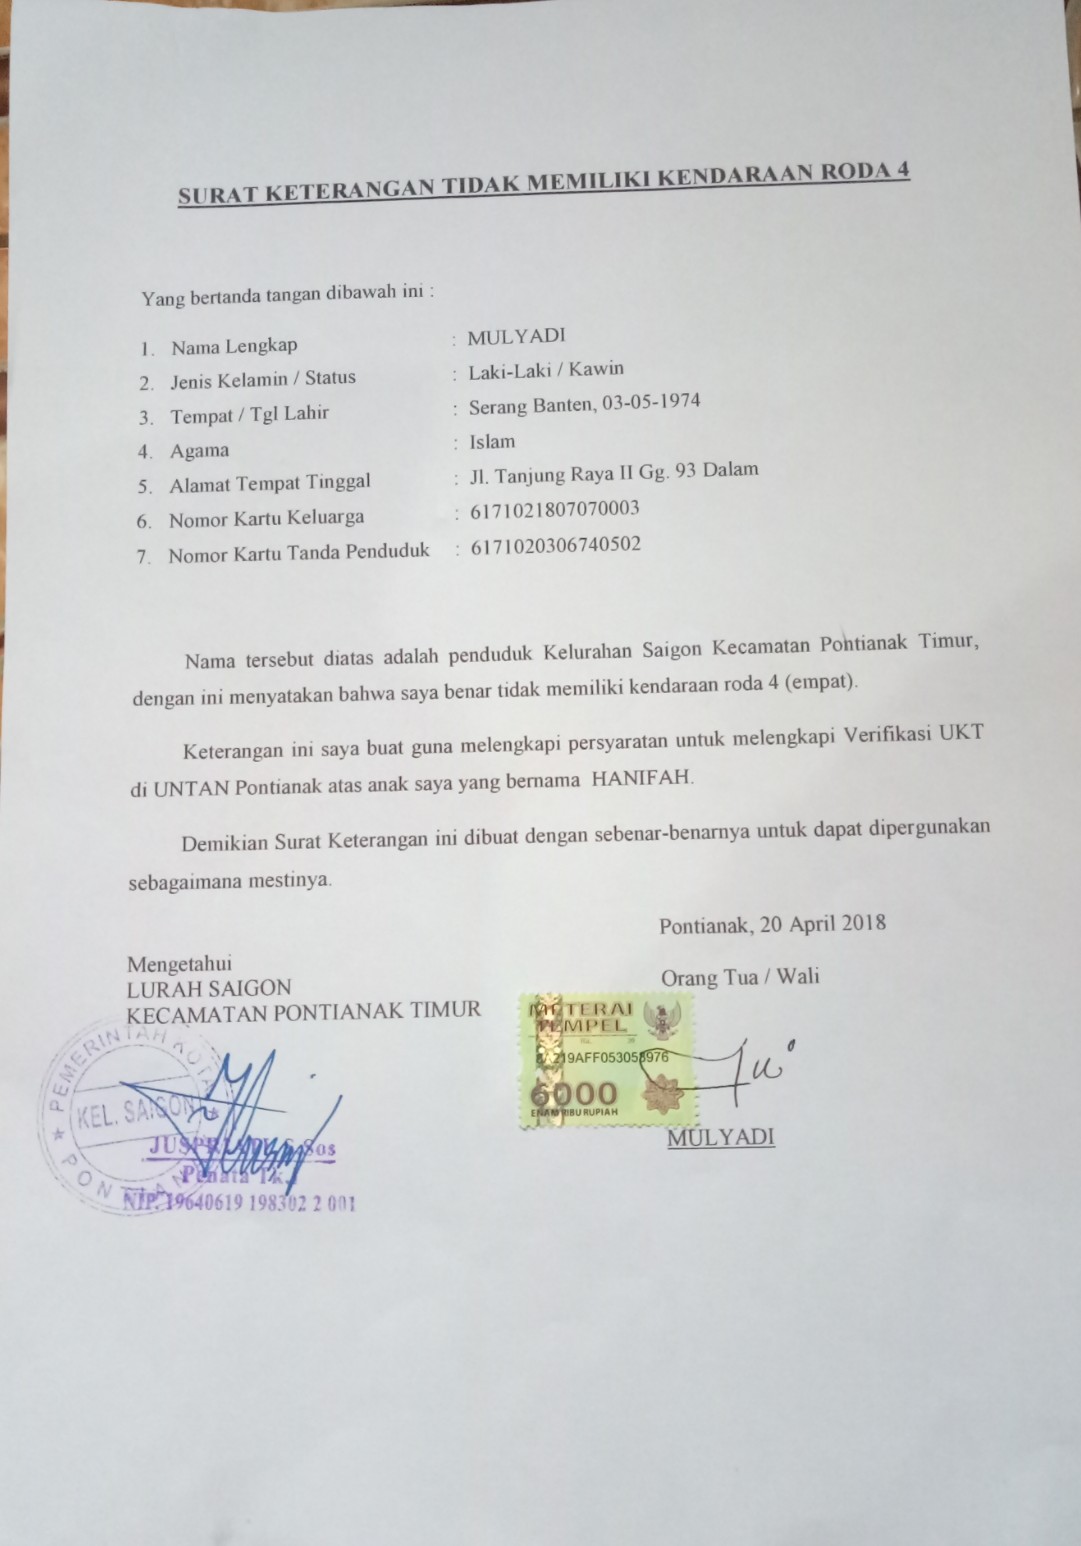 SURAT KETERANGAN TIDAK MEMILIKI KENDARAAN RODA 4
Yang bertanda tangan dibawah ini :
1. Nama Lengkap : MULYADI
2. Jenis Kelamin / Status : Laki-Laki / Kawin
3. Tempat / Tgl Lahir : Serang Banten, 03-05-1974
4. Agama : Islam
5. Alamat Tempat Tinggal : Jl. Tanjung Raya II Gg. 93 Dalam
6. Nomor Kartu Keluarga : 6171021807070003
7. Nomor Kartu Tanda Penduduk : 6171020306740502
Nama tersebut diatas adalah penduduk Kelurahan Saigon Kecamatan Pontianak Timur,
dengan ini menyatakan bahwa saya benar tidak memiliki kendaraan roda 4 (empat).
Keterangan ini saya buat guna melengkapi persyaratan untuk melengkapi Verifikasi UKT
di UNTAN Pontianak atas anak saya yang bernama HANIFAH.
Demikian Surat Keterangan ini dibuat dengan sebenar-benarnya untuk dapat dipergunakan
sebagaimana mestinya.
Pontianak, 20 April 2018
Mengetahui
LURAH SAIGON
KECAMATAN PONTIANAK TIMUR
Orang Tua / Wali
METERAI
TEMPEL
6000
ENAM RIBU RUPIAH
MULYADI
PEMERINTAH KOTA
KEL. SAIGON
PONTIANAK
S.Sos
Penata Tk.
NIP. 19640619 198302 2 001